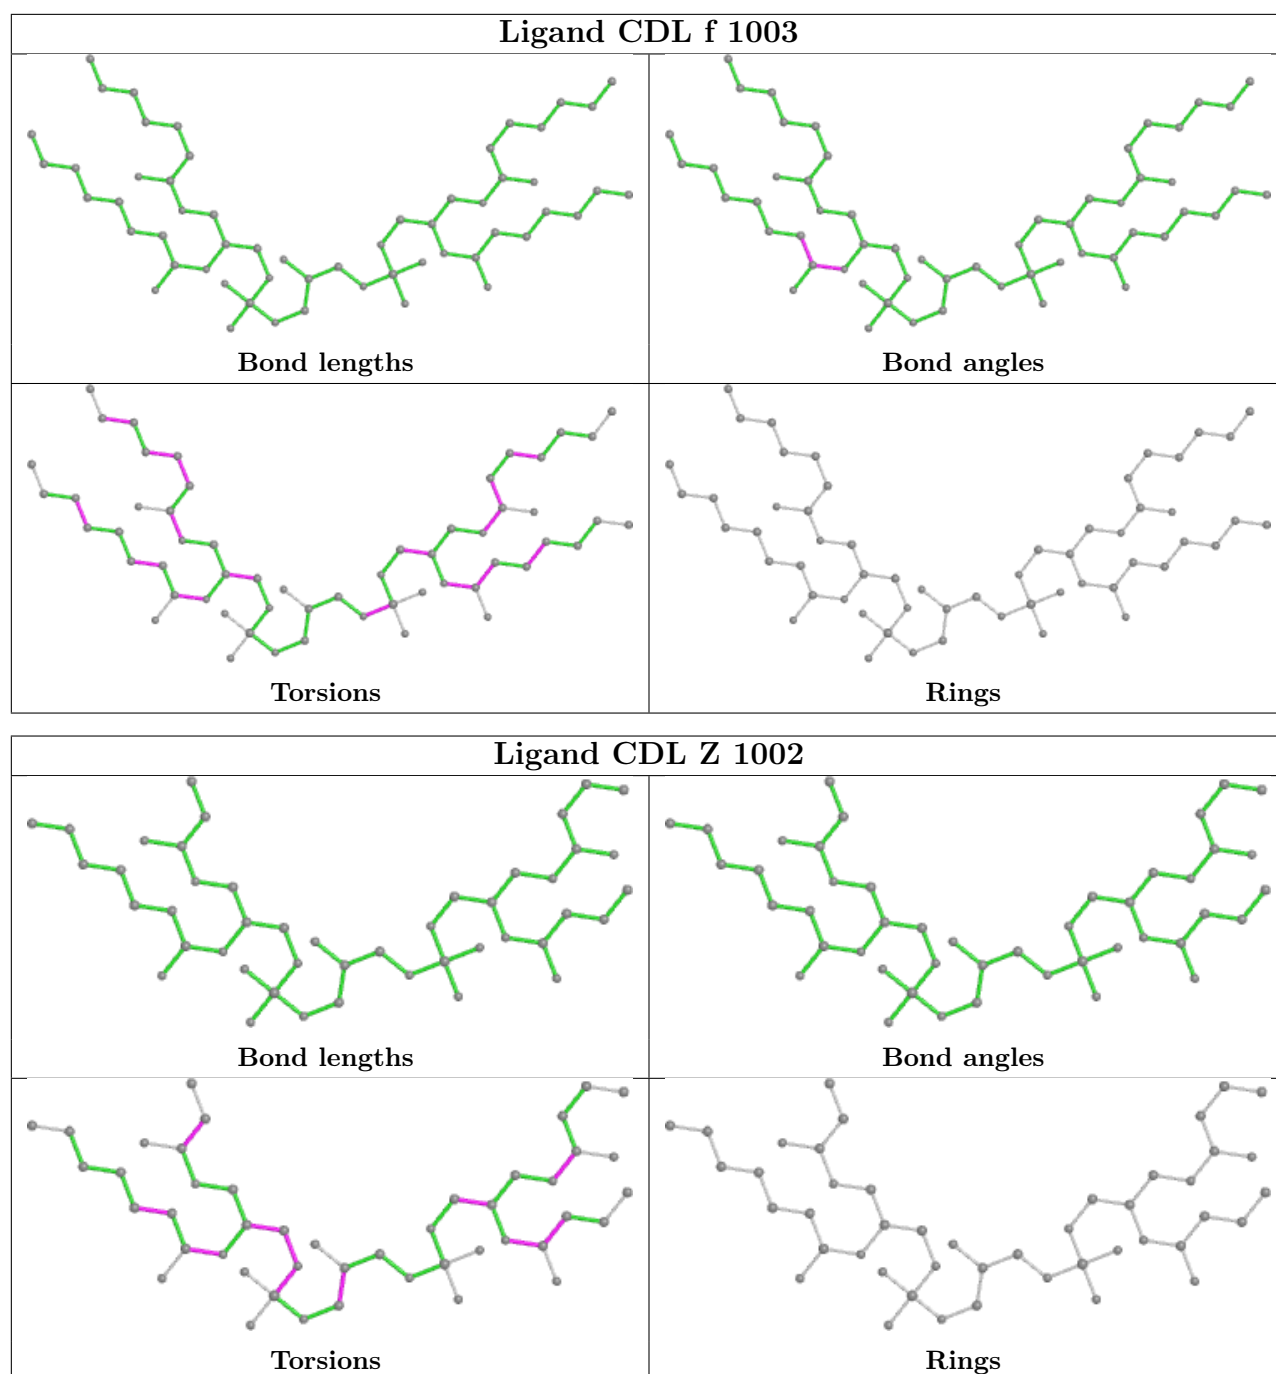 Ligand CDL f 1003
Bond lengths
Bond angles
Torsions
Rings
Ligand CDL Z 1002
Bond lengths
Bond angles
Torsions
Rings